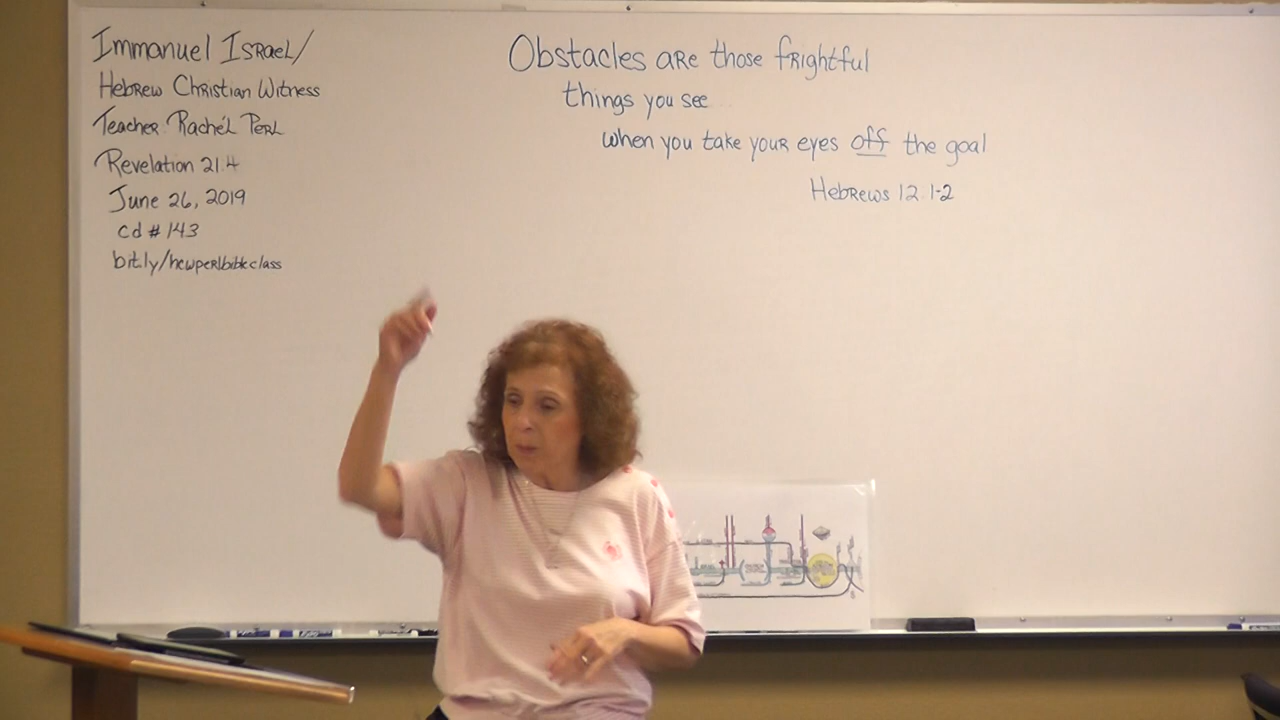 Immanuel Israel/
Hebrew Christian Witness
Teacher: Rachél Perl
Revelation 21:4
June 26, 2019
cd # 143
bit.ly/newperlbibleclass
Obstacles are those frightful
things you see
when you take your eyes off the goal
Hebrews 12:1-2